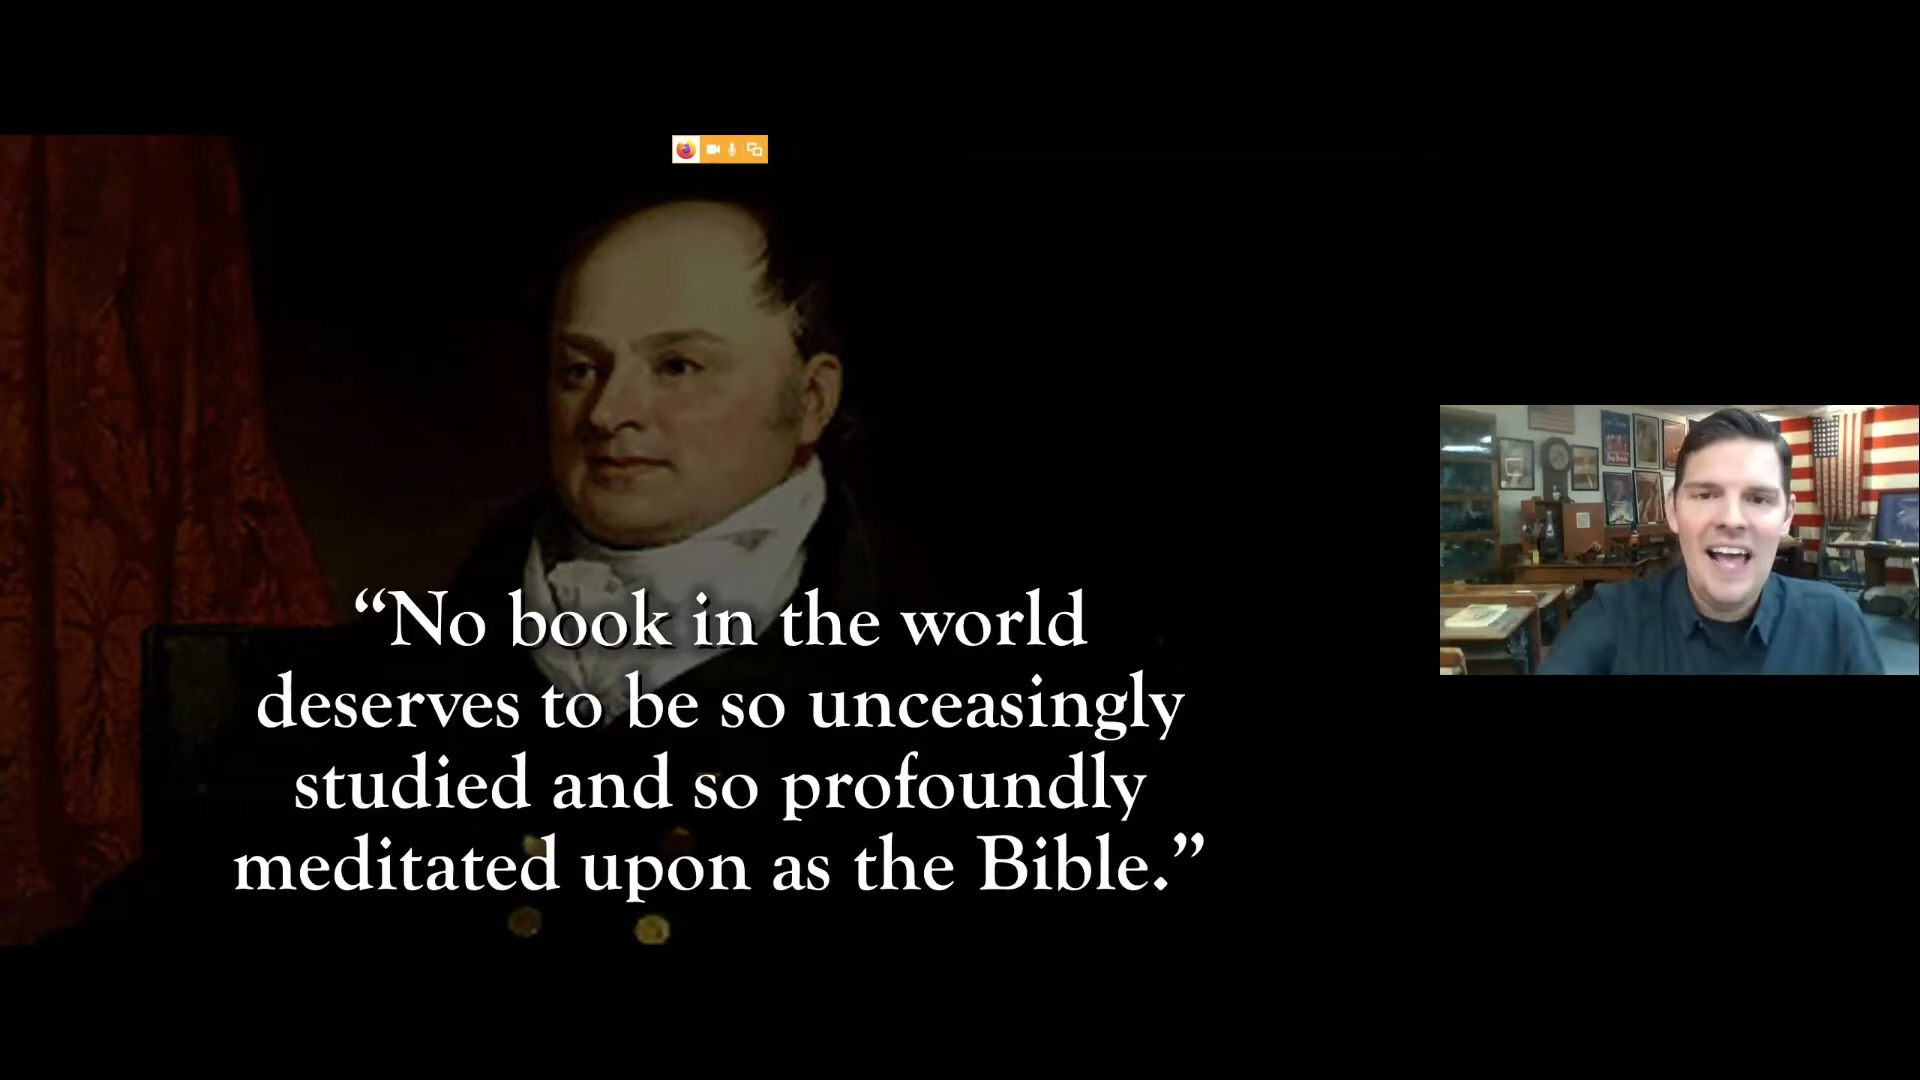 “No book in the world
deserves to be so unceasingly
studied and so profoundly
meditated upon as the Bible.”